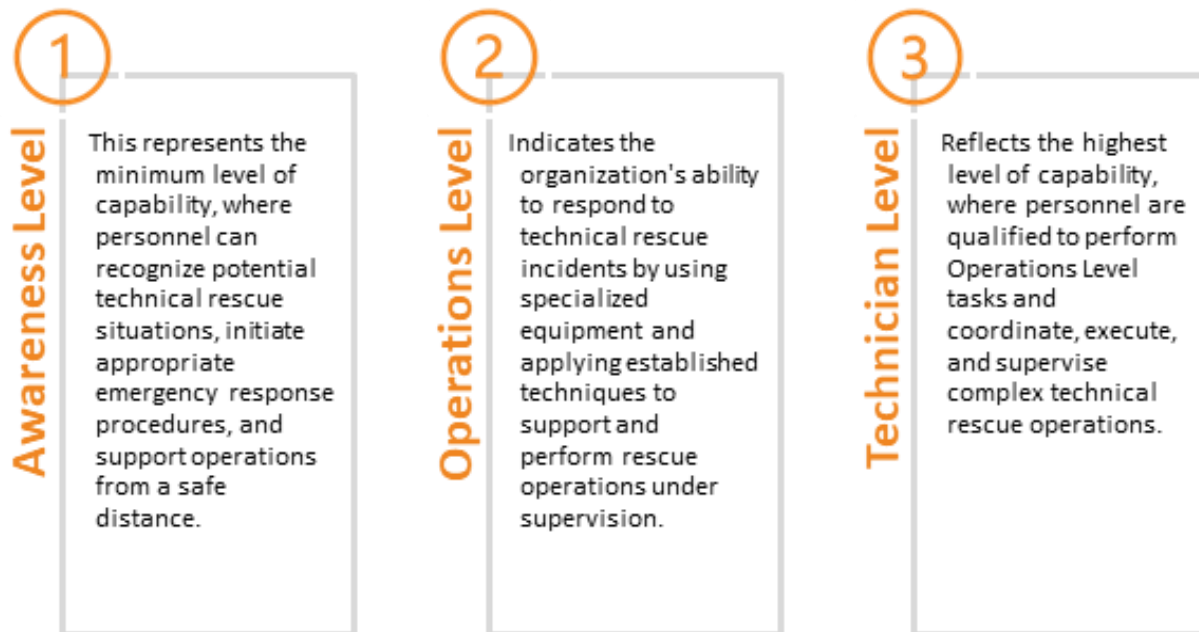 1
Awareness Level
This represents the
minimum level of
capability, where
personnel can
recognize potential
technical rescue
situations, initiate
appropriate
emergency response
procedures, and
support operations
from a safe
distance.
2
Operations Level
Indicates the
organization's ability
to respond to
technical rescue
incidents by using
specialized
equipment and
applying established
techniques to
support and
perform rescue
operations under
supervision.
3
Technician Level
Reflects the highest
level of capability,
where personnel are
qualified to perform
Operations Level
tasks and
coordinate, execute,
and supervise
complex technical
rescue operations.